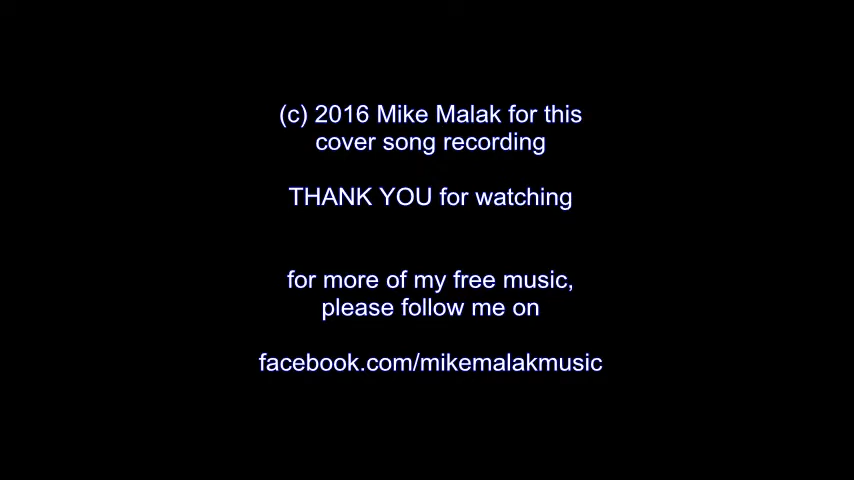 (c) 2016 Mike Malak for this
cover song recording
THANK YOU for watching
for more of my free music,
please follow me on
facebook.com/mikemalakmusic